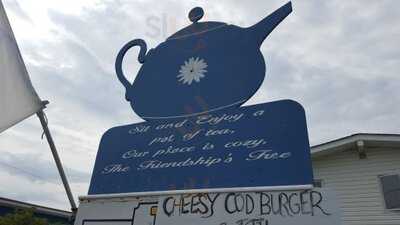 Sit and Enjoy a
pot of tea,
Our place is cozy,
The Friendship's Free
CHEESY COD BURGER